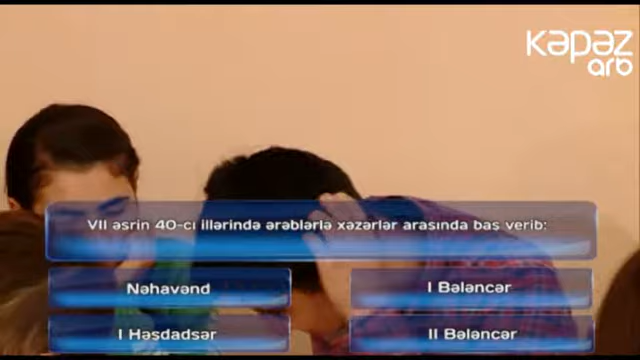 kəpəz
arb
VII əsrin 40-cı illərində ərəblərlə xəzərlər arasında baş verib:
Nəhavənd
I Bələncər
I Həşdadsər
II Bələncər